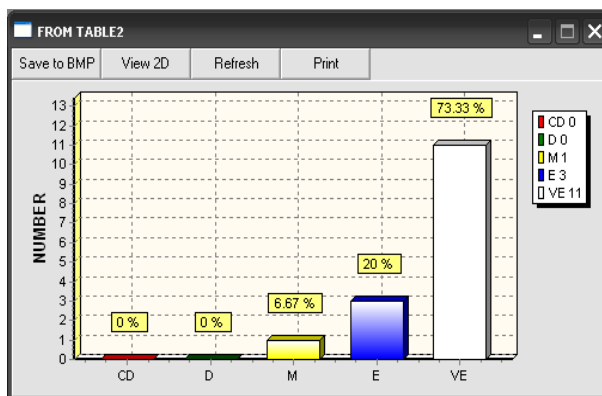 FROM TABLE2
Save to BMP View 2D Refresh Print
NUMBER
13
12
11
10
9
8
7
6
5
4
3
2
1
0
0 %
0 %
6.67 %
20 %
73.33 %
CD D M E VE
CD 0
D 0
M 1
E 3
VE 11